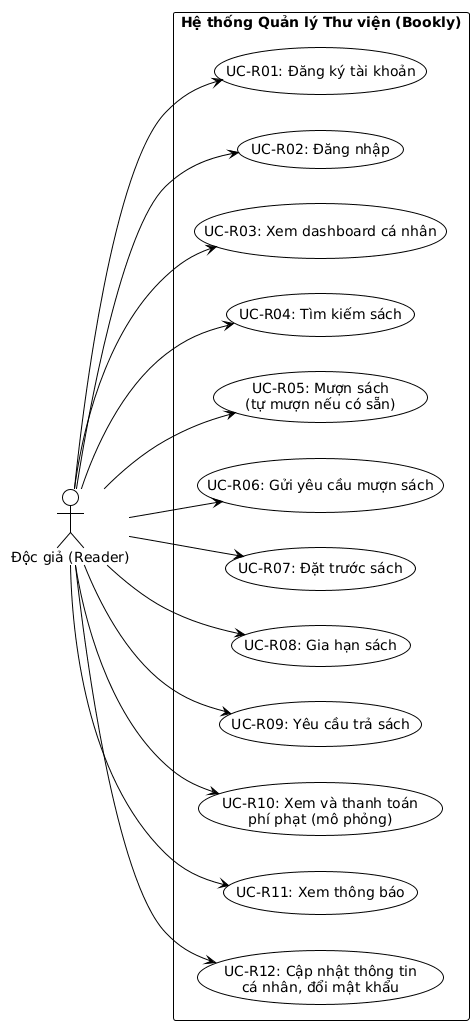 Hệ thống Quản lý Thư viện (Bookly)
UC-R01: Đăng ký tài khoản
UC-R02: Đăng nhập
UC-R03: Xem dashboard cá nhân
UC-R04: Tìm kiếm sách
UC-R05: Mượn sách
(tự mượn nếu có sẵn)
UC-R06: Gửi yêu cầu mượn sách
Độc giả (Reader)
UC-R07: Đặt trước sách
UC-R08: Gia hạn sách
UC-R09: Yêu cầu trả sách
UC-R10: Xem và thanh toán
phí phạt (mô phỏng)
UC-R11: Xem thông báo
UC-R12: Cập nhật thông tin
cá nhân, đổi mật khẩu